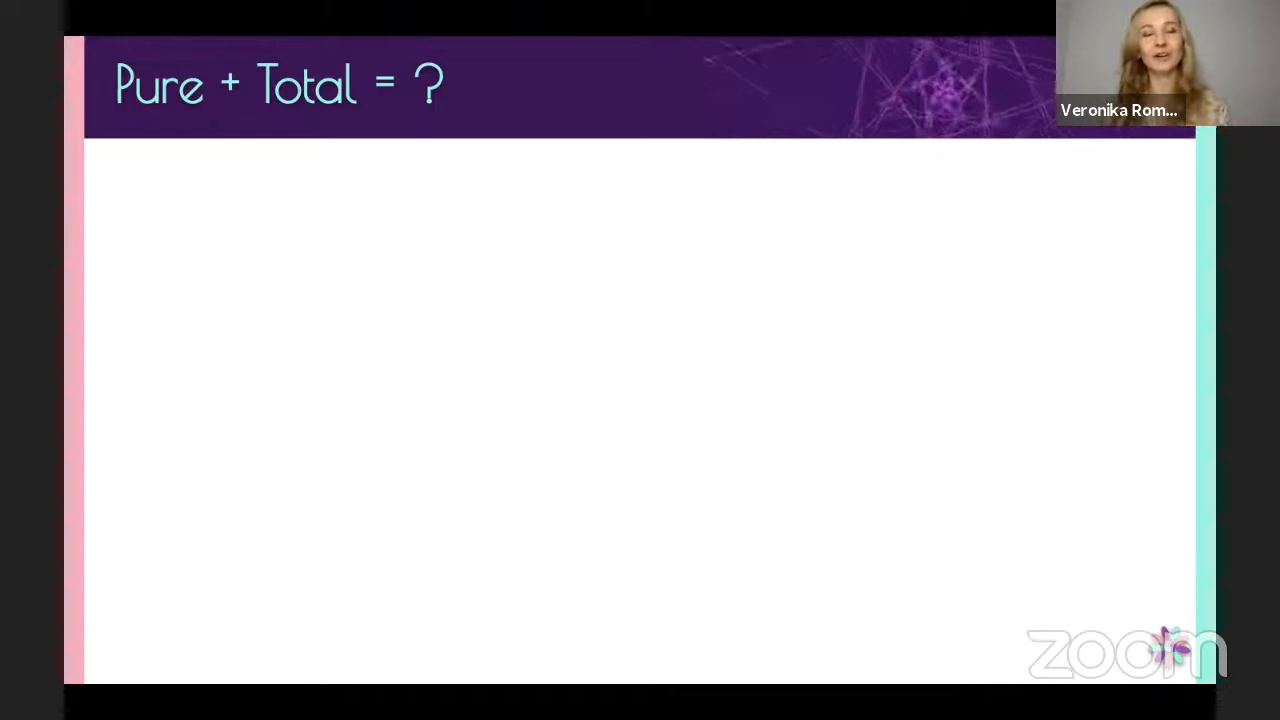 Pure + Total = ?
Veronika Rom...
zoom